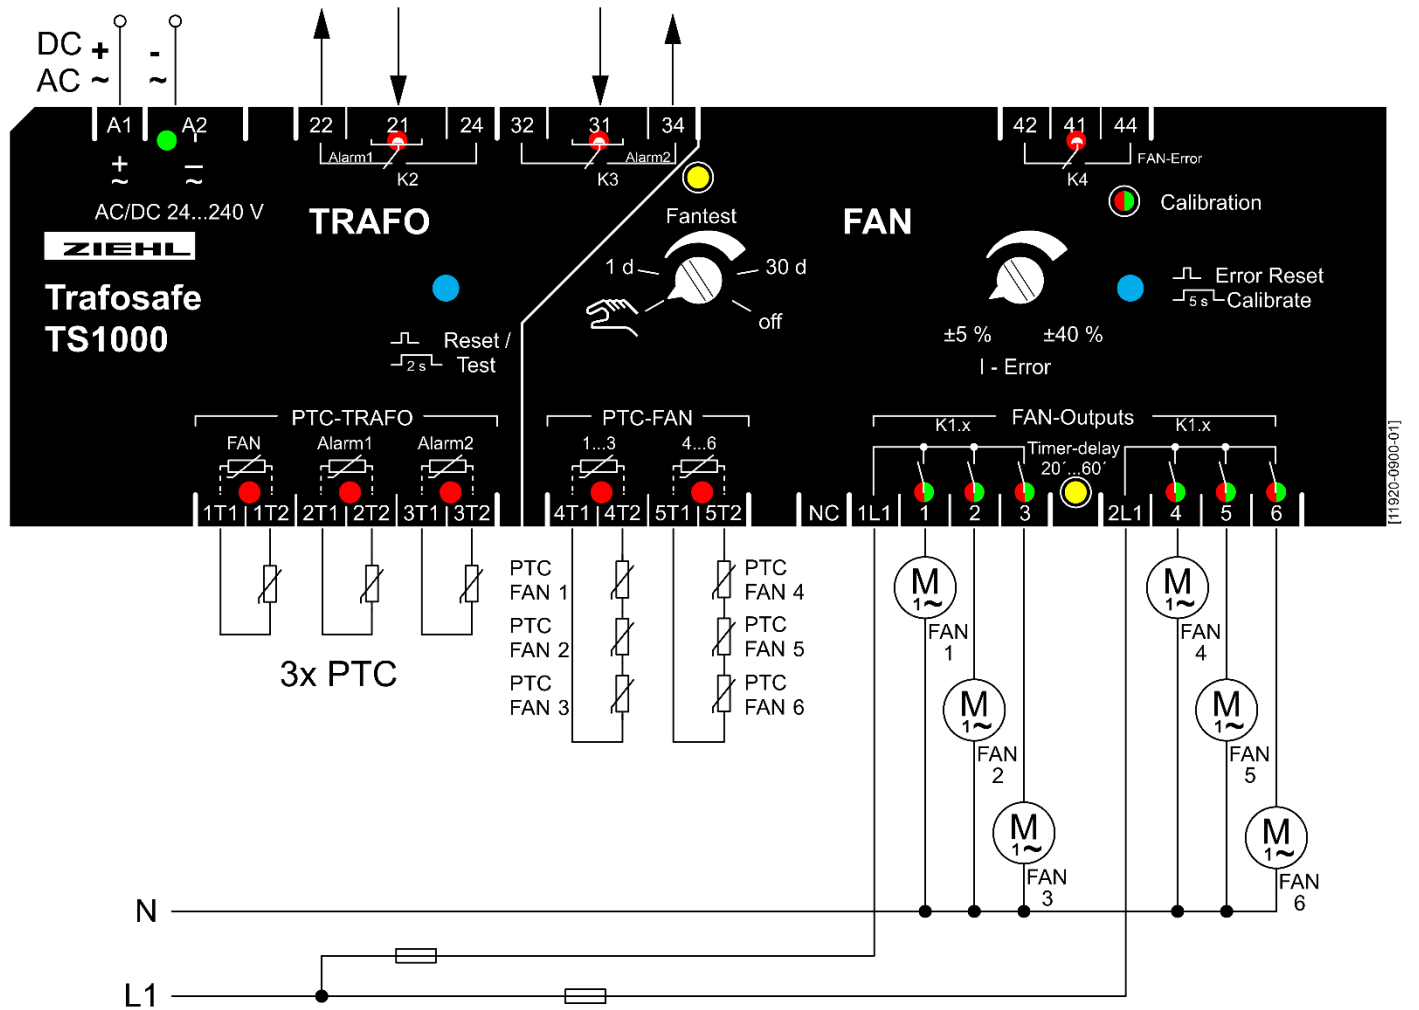 DC + -
AC ~ ~
A1 A2 22 21 24 32 31 34 42 41 44
+ —
~ ~
Alarm1 K2 K3 Alarm2 K4 FAN-Error
AC/DC 24...240 V
TRAFO
Fantest
FAN
Calibration
ZIEHL
Trafosafe
TS1000
1 d 30 d
off
Reset /
2 s Test
±5 % ±40 %
I - Error
Error Reset
5 s Calibrate
PTC-TRAFO
FAN Alarm1 Alarm2
PTC-FAN
1...3 4...6
FAN-Outputs
K1.x K1.x
Timer-delay
20´...60´
1T1 1T2 2T1 2T2 3T1 3T2 4T1 4T2 5T1 5T2 NC 1L1 1 2 3 2L1 4 5 6
[11920-0900-01]
3x PTC
PTC
FAN 1
PTC
FAN 2
PTC
FAN 3
PTC
FAN 4
PTC
FAN 5
PTC
FAN 6
M
1~
FAN
1
M
1~
FAN
2
M
1~
FAN
3
M
1~
FAN
4
M
1~
FAN
5
M
1~
FAN
6
N
L1